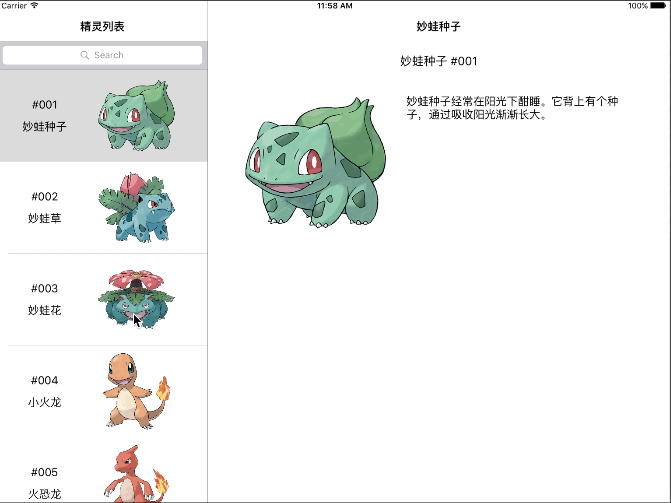 Carrier
11:58 AM
100%
精灵列表
Search
#001
妙蛙种子
#002
妙蛙草
#003
妙蛙花
#004
小火龙
#005
火恐龙
妙蛙种子
妙蛙种子 #001
妙蛙种子经常在阳光下酣睡。它背上有个种
子，通过吸收阳光渐渐长大。